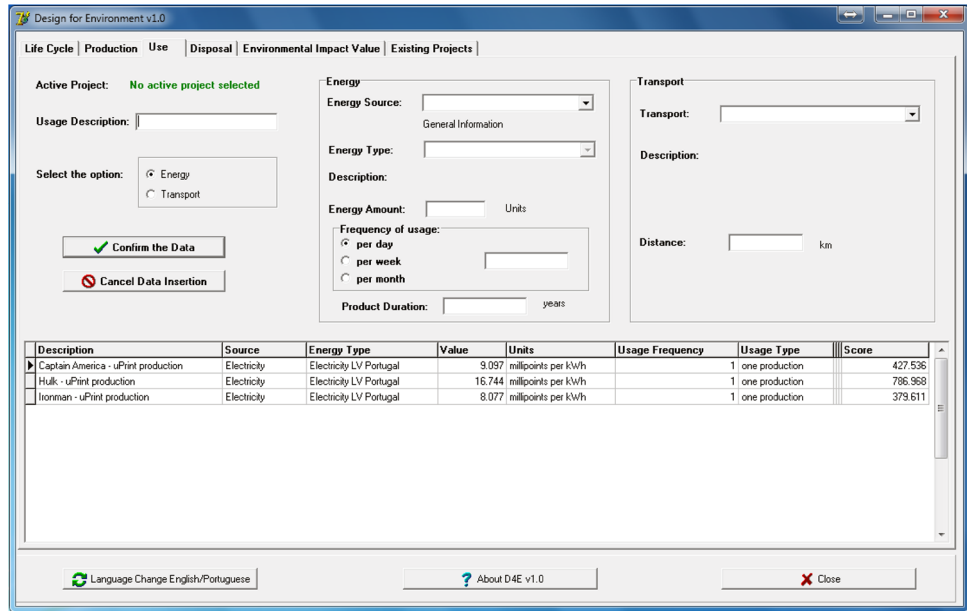 Design for Environment v1.0
Life Cycle | Production | Use | Disposal | Environmental Impact Value | Existing Projects
Active Project: No active project selected
Usage Description:
Select the option:
Energy
Transport
Confirm the Data
Cancel Data Insertion
Energy
Energy Source:
General Information
Energy Type:
Description:
Energy Amount: Units
Frequency of usage:
per day
per week
per month
Product Duration: years
Transport
Transport:
Description:
Distance: km
Description Source Energy Type Value Units Usage Frequency Usage Type Score
Captain America - uPrint production Electricity Electricity LV Portugal 9.097 millipoints per kWh 1 one production 427.536
Hulk - uPrint production Electricity Electricity LV Portugal 16.744 millipoints per kWh 1 one production 786.968
Ironman - uPrint production Electricity Electricity LV Portugal 8.077 millipoints per kWh 1 one production 379.611
Language Change English/Portuguese
About D4E v1.0
Close